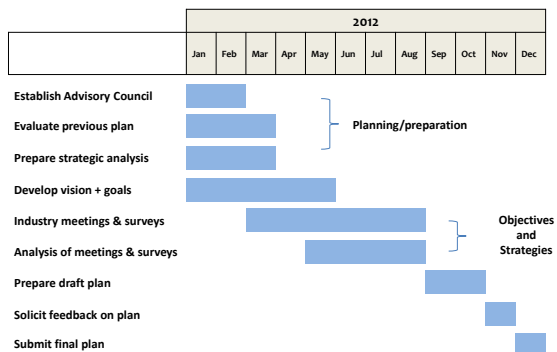 2012
Jan Feb Mar Apr May Jun Jul Aug Sep Oct Nov Dec
Establish Advisory Council
Evaluate previous plan
Planning/preparation
Prepare strategic analysis
Develop vision + goals
Industry meetings & surveys
Objectives
and
Strategies
Analysis of meetings & surveys
Prepare draft plan
Solicit feedback on plan
Submit final plan